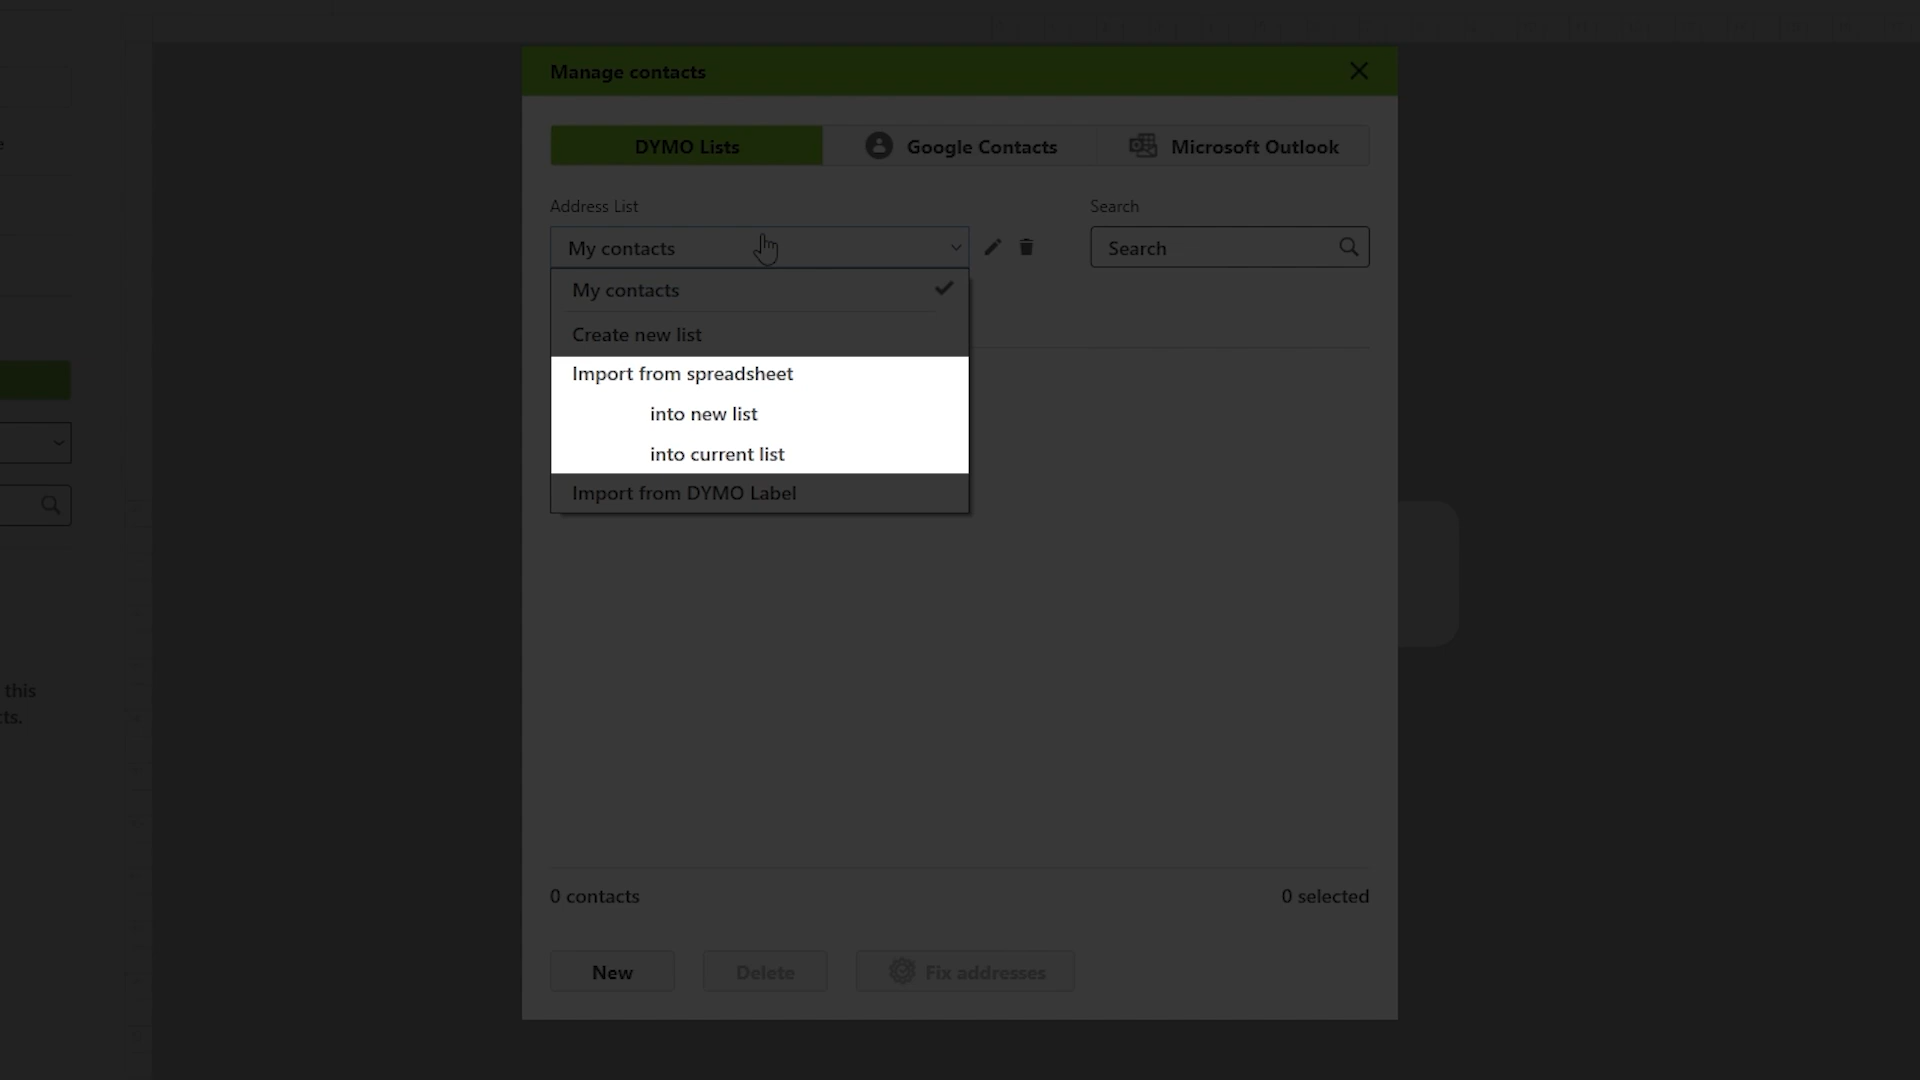 Manage contacts
DYMO Lists
Google Contacts
Microsoft Outlook
Address List
Search
My contacts
Search
My contacts
Create new list
Import from spreadsheet
into new list
into current list
Import from DYMO Label
this
cts.
0 contacts
0 selected
New
Delete
Fix addresses